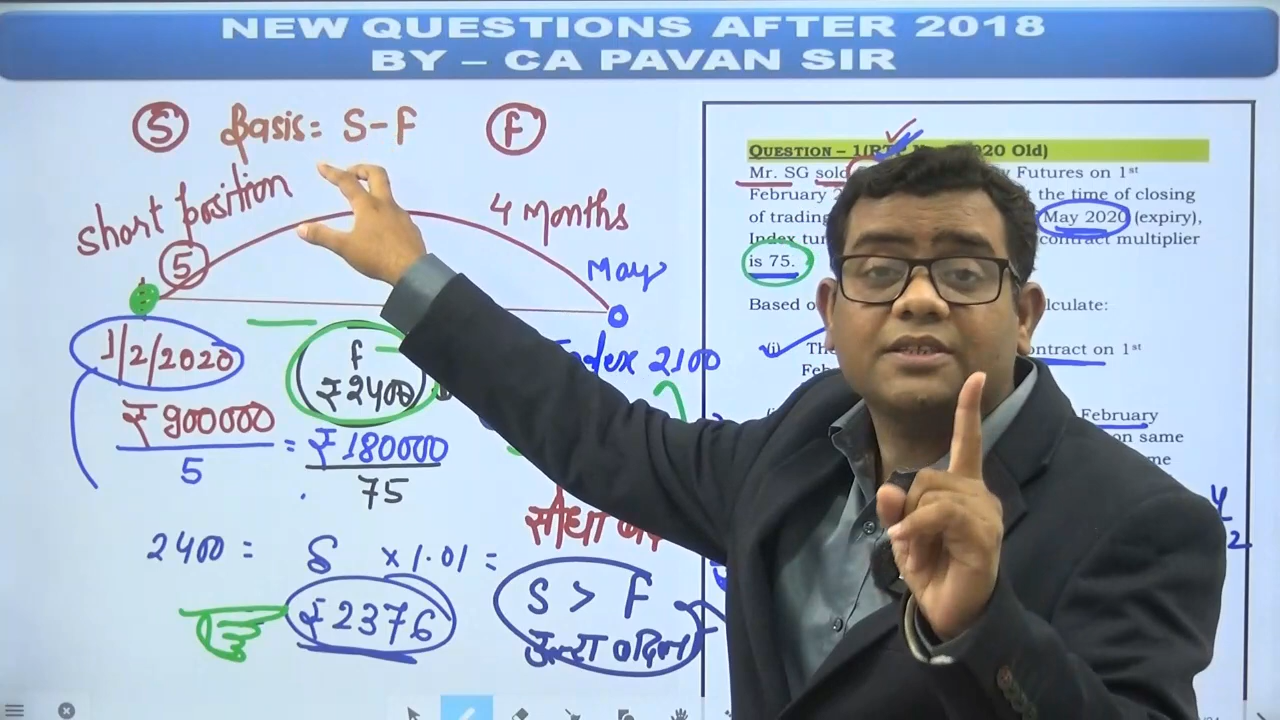 NEW QUESTIONS AFTER 2018
BY – CA PAVAN SIR
S Basis = S-F F
short position
4 Months
5
May
1/2/2020
F
₹2400
Index 2100
₹900000
5
=
₹180000
75
2400 = S × 1.01 =
₹2376
सीधा
S > F
QUESTION – 1(RT 020 Old)
Mr. SG sold Futures on 1st
February 2 the time of closing
of trading May 2020 (expiry),
Index tur contract multiplier
is 75.
Based o lculate:
(i) Th ontract on 1st
Feb
February
on same
me